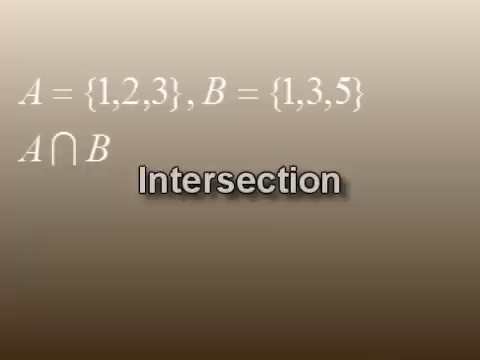 A = {1,2,3}, B = {1,3,5}
A ⋂ B
Intersection